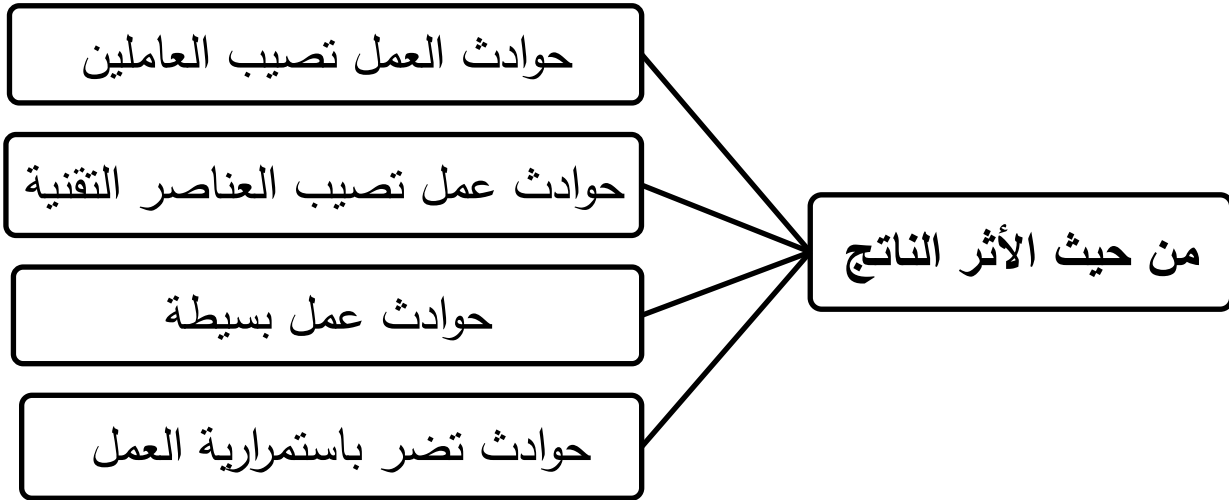 من حيث الأثر الناتج
حوادث العمل تصيب العاملين
حوادث عمل تصيب العناصر التقنية
حوادث عمل بسيطة
حوادث تضر باستمرارية العمل